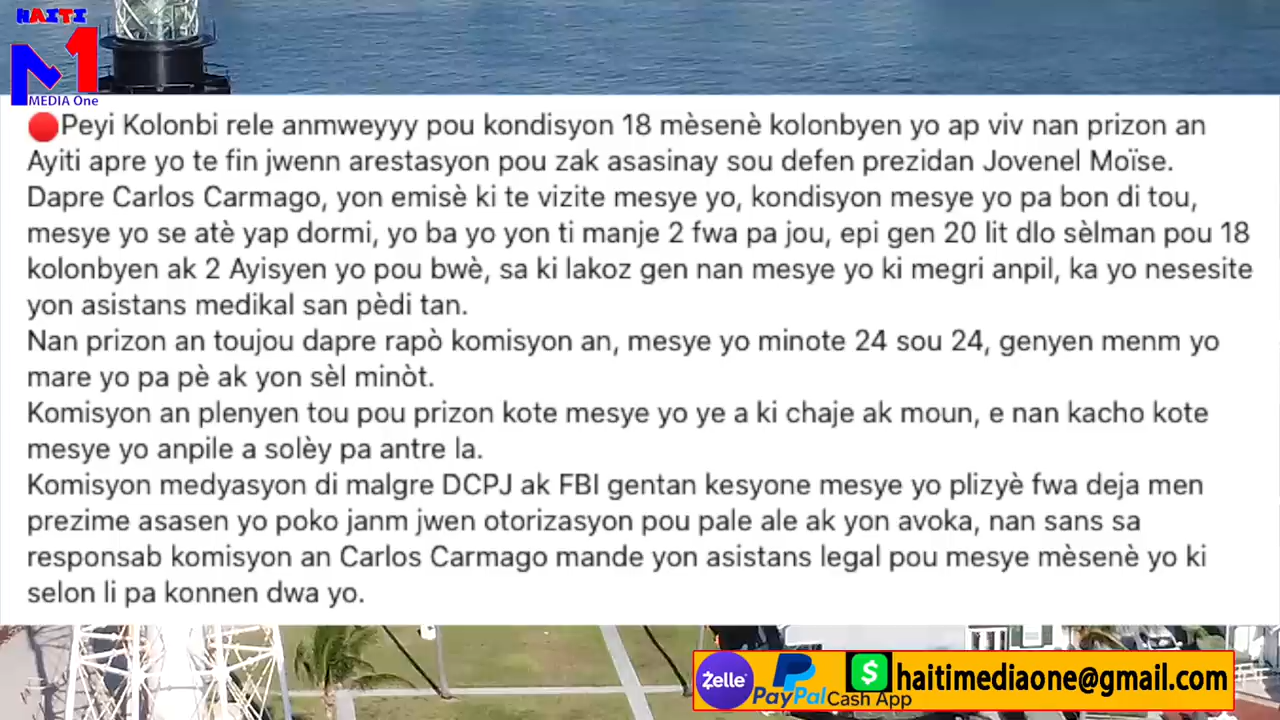 HAITI
M1
MEDIA One
🔴Peyi Kolonbi rele anmweyyy pou kondisyon 18 mèsenè kolonbyen yo ap viv nan prizon an
Ayiti apre yo te fin jwenn arestasyon pou zak asasinay sou defen prezidan Jovenel Moïse.
Dapre Carlos Carmago, yon emisè ki te vizite mesye yo, kondisyon mesye yo pa bon di tou,
mesye yo se atè yap dormi, yo ba yo yon ti manje 2 fwa pa jou, epi gen 20 lit dlo sèlman pou 18
kolonbyen ak 2 Ayisyen yo pou bwè, sa ki lakoz gen nan mesye yo ki megri anpil, ka yo nesesite
yon asistans medikal san pèdi tan.
Nan prizon an toujou dapre rapò komisyon an, mesye yo minote 24 sou 24, genyen menm yo
mare yo pa pè ak yon sèl minòt.
Komisyon an plenyen tou pou prizon kote mesye yo ye a ki chaje ak moun, e nan kacho kote
mesye yo anpile a solèy pa antre la.
Komisyon medyasyon di malgre DCPJ ak FBI gentan kesyone mesye yo plizyè fwa deja men
prezime asasen yo poko janm jwen otorizasyon pou pale ale ak yon avoka, nan sans sa
responsab komisyon an Carlos Carmago mande yon asistans legal pou mesye mèsenè yo ki
selon li pa konnen dwa yo.
Zelle PayPal $ Cash App haitimediaone@gmail.com